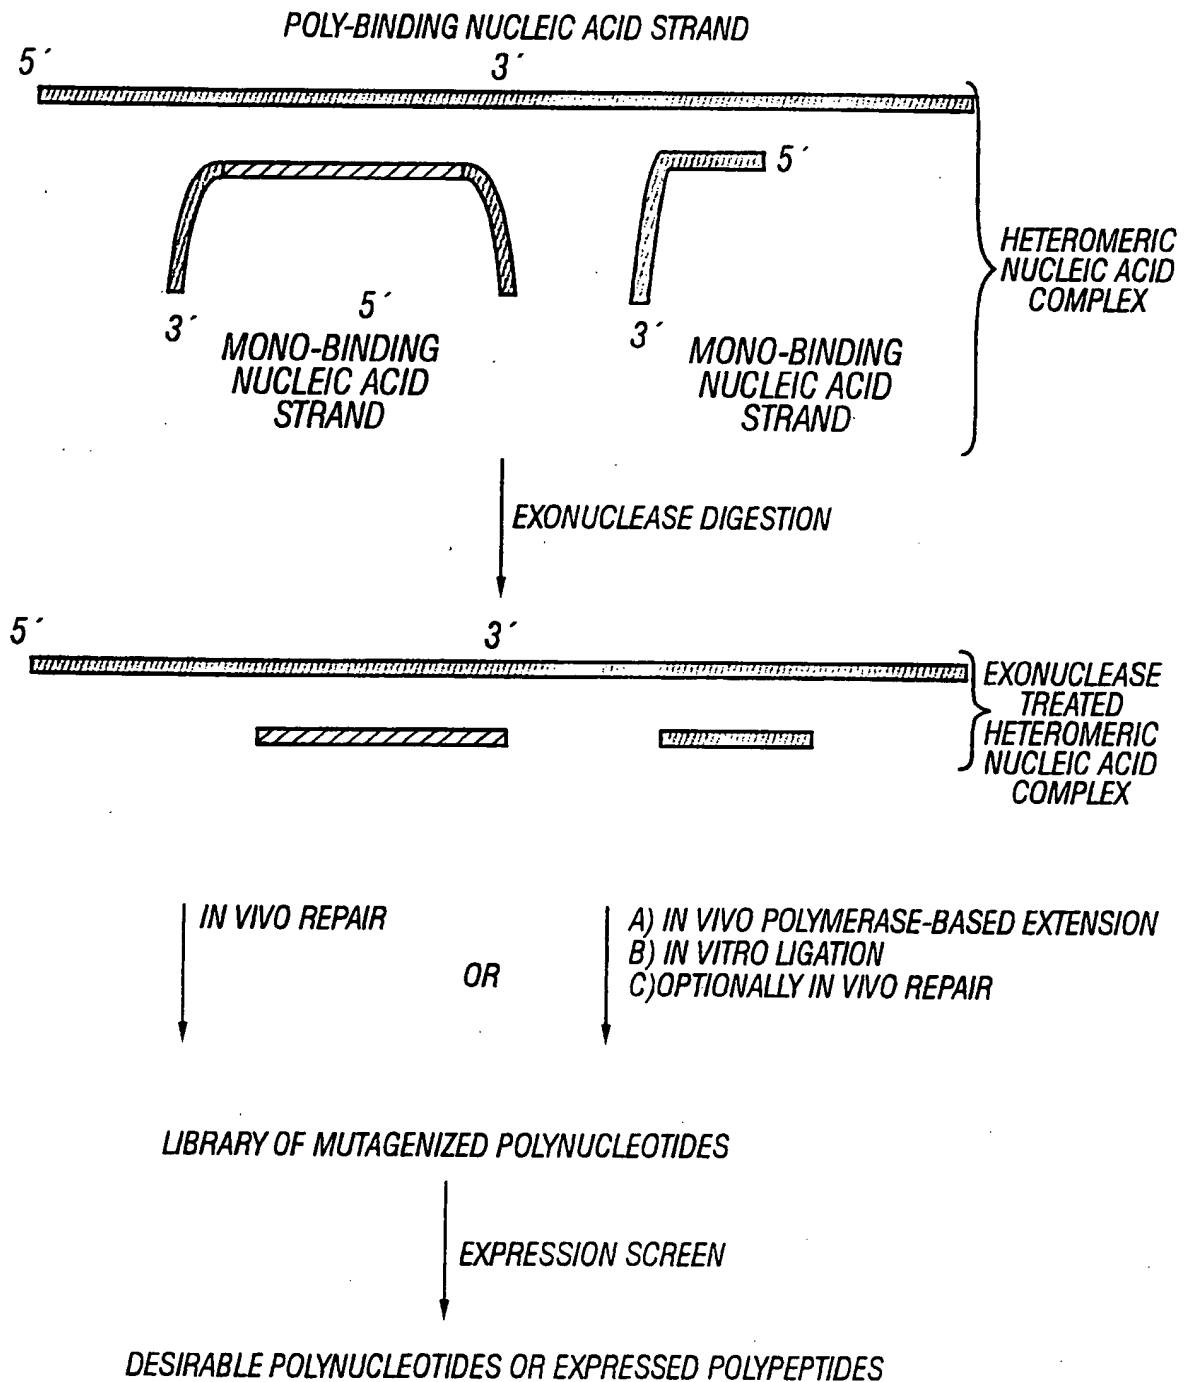 POLY-BINDING NUCLEIC ACID STRAND
5´ 3´
5´
3´ 5´ 3´
MONO-BINDING
NUCLEIC ACID
STRAND
MONO-BINDING
NUCLEIC ACID
STRAND
HETEROMERIC
NUCLEIC ACID
COMPLEX
EXONUCLEASE DIGESTION
5´ 3´
EXONUCLEASE
TREATED
HETEROMERIC
NUCLEIC ACID
COMPLEX
IN VIVO REPAIR
OR
A) IN VIVO POLYMERASE-BASED EXTENSION
B) IN VITRO LIGATION
C)OPTIONALLY IN VIVO REPAIR
LIBRARY OF MUTAGENIZED POLYNUCLEOTIDES
EXPRESSION SCREEN
DESIRABLE POLYNUCLEOTIDES OR EXPRESSED POLYPEPTIDES